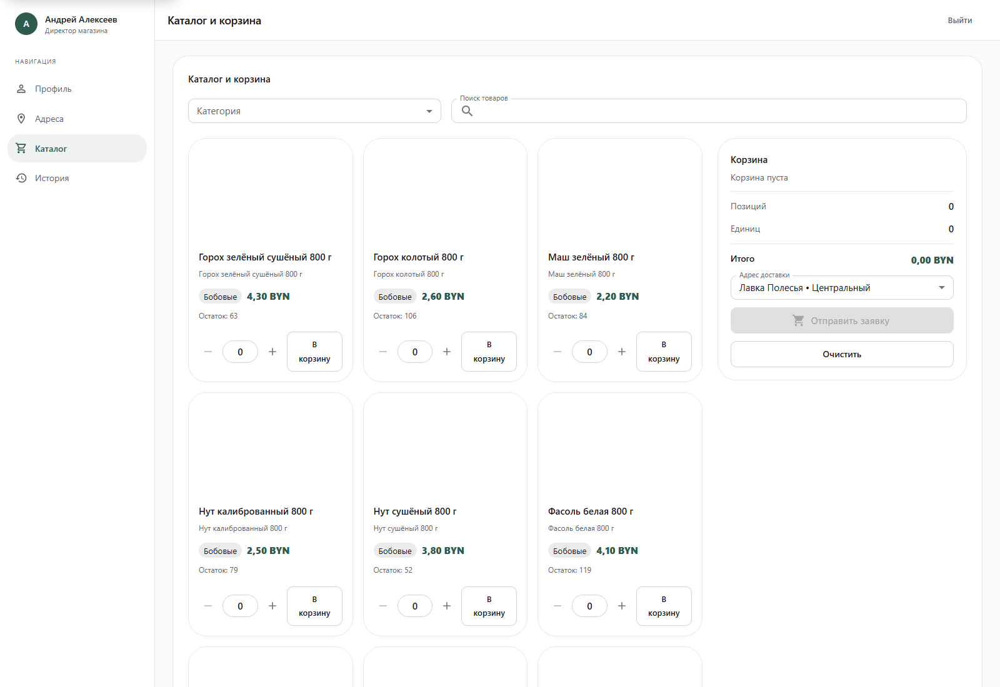 А
Андрей Алексеев
Директор магазина
НАВИГАЦИЯ
Профиль
Адреса
Каталог
История
Каталог и корзина
Выйти
Каталог и корзина
Категория
Поиск товаров
Горох зелёный сушёный 800 г
Горох зелёный сушёный 800 г
Бобовые 4,30 BYN
Остаток: 63
0
В
корзину
Горох колотый 800 г
Горох колотый 800 г
Бобовые 2,60 BYN
Остаток: 106
0
В
корзину
Маш зелёный 800 г
Маш зелёный 800 г
Бобовые 2,20 BYN
Остаток: 84
0
В
корзину
Нут калиброванный 800 г
Нут калиброванный 800 г
Бобовые 2,50 BYN
Остаток: 79
0
В
корзину
Нут сушёный 800 г
Нут сушёный 800 г
Бобовые 3,80 BYN
Остаток: 52
0
В
корзину
Фасоль белая 800 г
Фасоль белая 800 г
Бобовые 4,10 BYN
Остаток: 119
0
В
корзину
Корзина
Корзина пуста
Позиций 0
Единиц 0
Итого 0,00 BYN
Адрес доставки
Лавка Полесья • Центральный
Отправить заявку
Очистить